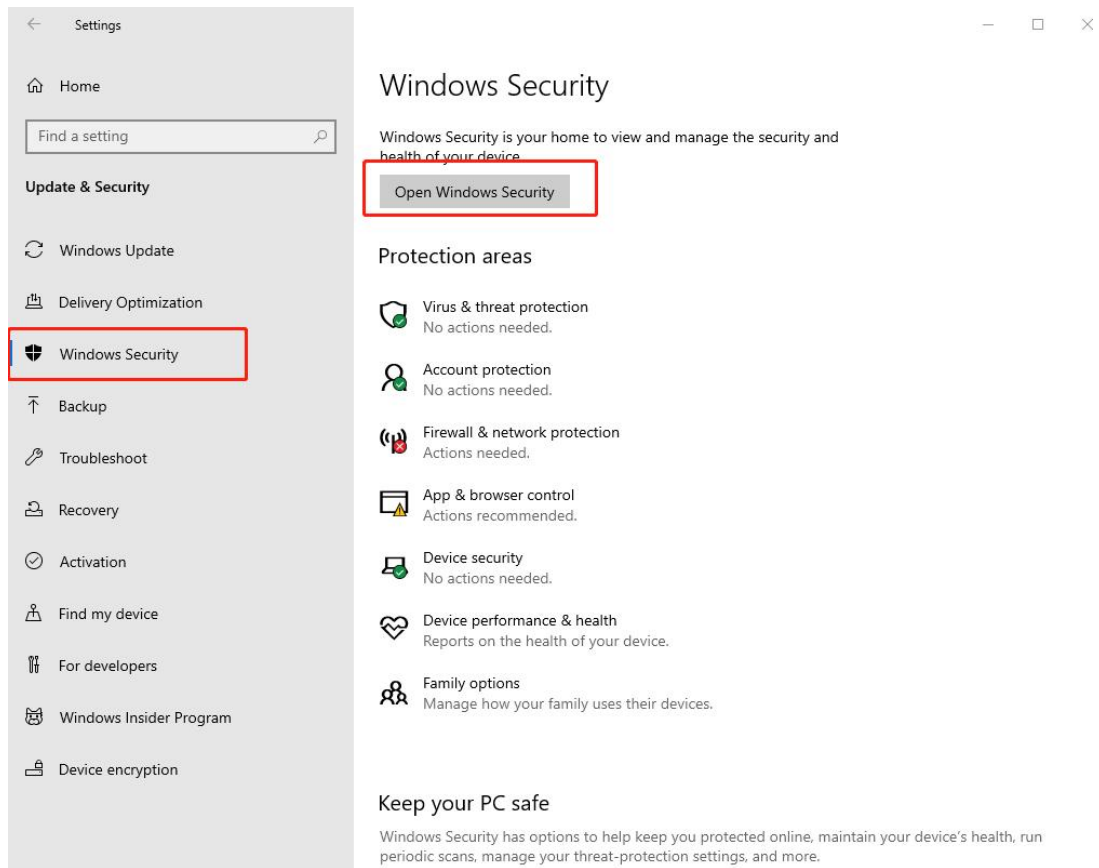 Settings
Home
Find a setting
Update & Security
Windows Update
Delivery Optimization
Windows Security
Backup
Troubleshoot
Recovery
Activation
Find my device
For developers
Windows Insider Program
Device encryption
Windows Security
Windows Security is your home to view and manage the security and
health of your device.
Open Windows Security
Protection areas
Virus & threat protection
No actions needed.
Account protection
No actions needed.
Firewall & network protection
Actions needed.
App & browser control
Actions recommended.
Device security
No actions needed.
Device performance & health
Reports on the health of your device.
Family options
Manage how your family uses their devices.
Keep your PC safe
Windows Security has options to help keep you protected online, maintain your device's health, run
periodic scans, manage your threat-protection settings, and more.